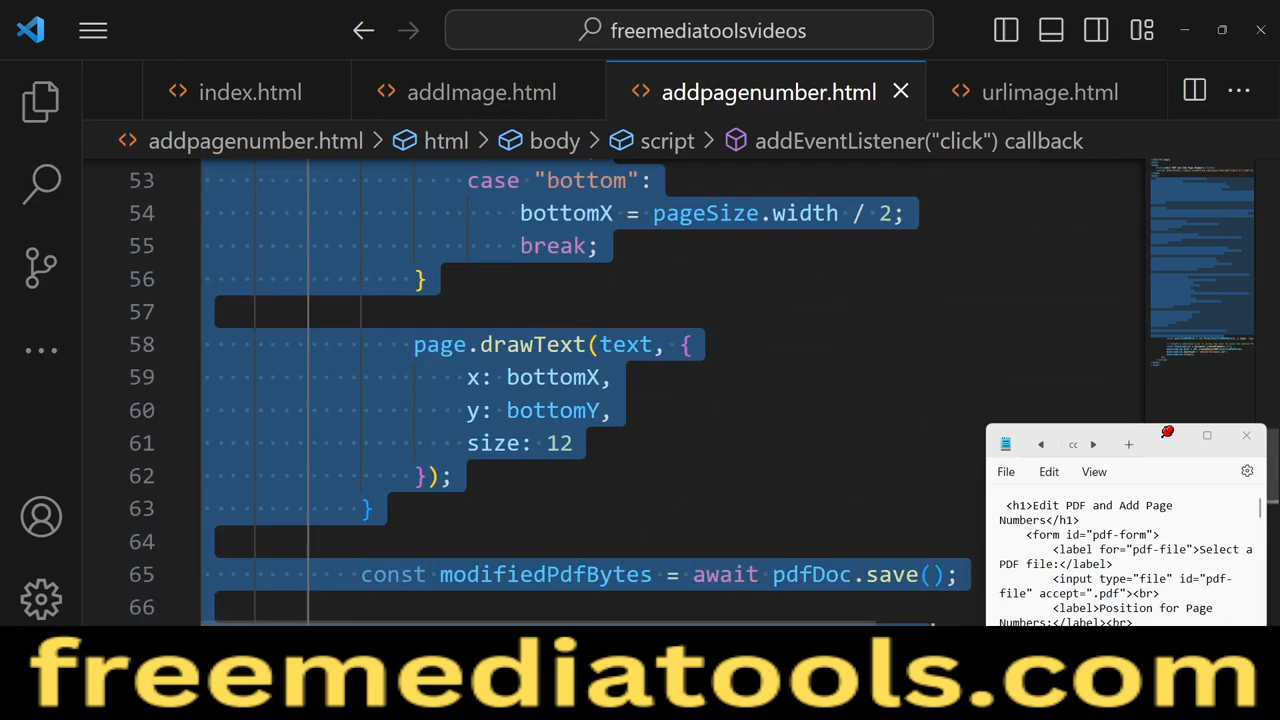 freemediatoolsvideos
index.html
addImage.html
addpagenumber.html
urlimage.html
addpagenumber.html > html > body > script > addEventListener("click") callback
53 case "bottom":
54 bottomX = pageSize.width / 2;
55 break;
56 }
57
58 page.drawText(text, {
59 x: bottomX,
60 y: bottomY,
61 size: 12
62 });
63 }
64
65 const modifiedPdfBytes = await pdfDoc.save();
66
cc
File Edit View
<h1>Edit PDF and Add Page
Numbers</h1>
<form id="pdf-form">
<label for="pdf-file">Select a
PDF file:</label>
<input type="file" id="pdf-
file" accept=".pdf"><br>
<label>Position for Page
Numbers:</label><br>
freemediatools.com